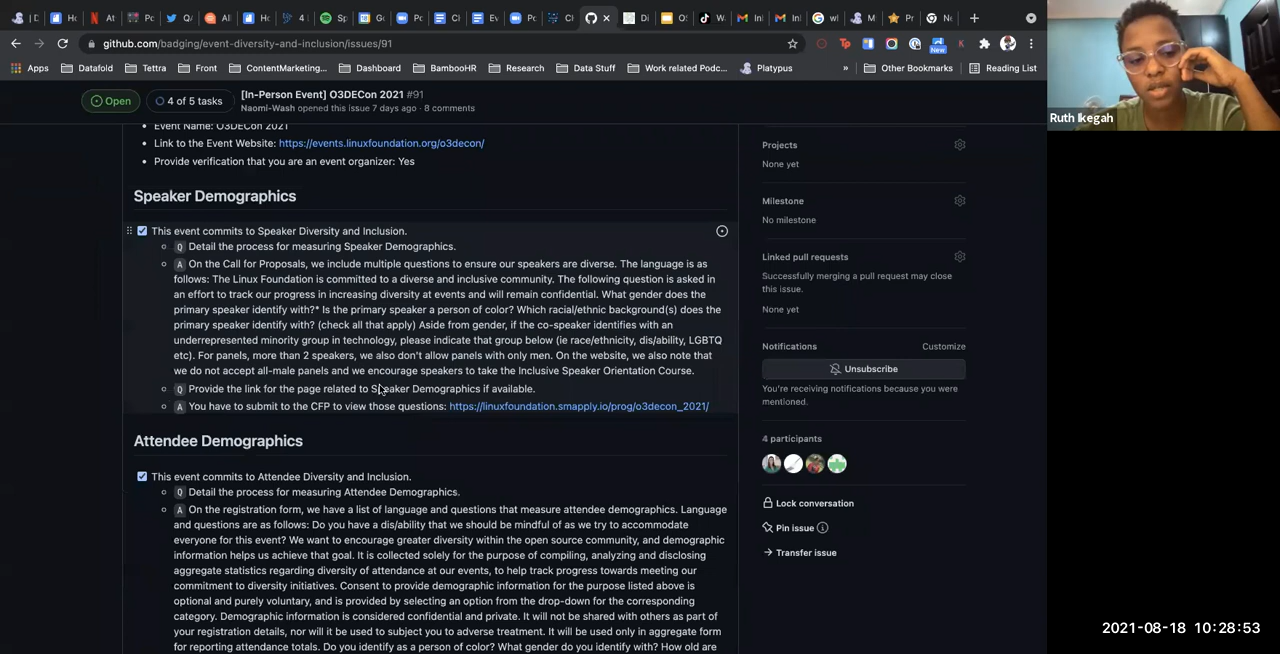 github.com/badging/event-diversity-and-inclusion/issues/91
New
Apps Datafold Tettra Front ContentMarketing... Dashboard BambooHR Research Data Stuff Work related Podc... Platypus » Other Bookmarks Reading List
Ruth Ikegah
Open 4 of 5 tasks [In-Person Event] O3DECon 2021 #91
Naomi-Wash opened this issue 7 days ago · 8 comments
Event Name: O3DECon 2021
Link to the Event Website: https://events.linuxfoundation.org/o3decon/
Provide verification that you are an event organizer: Yes
Speaker Demographics
This event commits to Speaker Diversity and Inclusion.
Q Detail the process for measuring Speaker Demographics.
A On the Call for Proposals, we include multiple questions to ensure our speakers are diverse. The language is as
follows: The Linux Foundation is committed to a diverse and inclusive community. The following question is asked in
an effort to track our progress in increasing diversity at events and will remain confidential. What gender does the
primary speaker identify with?* Is the primary speaker a person of color? Which racial/ethnic background(s) does the
primary speaker identify with? (check all that apply) Aside from gender, if the co-speaker identifies with an
underrepresented minority group in technology, please indicate that group below (ie race/ethnicity, dis/ability, LGBTQ
etc). For panels, more than 2 speakers, we also don't allow panels with only men. On the website, we also note that
we do not accept all-male panels and we encourage speakers to take the Inclusive Speaker Orientation Course.
Q Provide the link for the page related to Speaker Demographics if available.
A You have to submit to the CFP to view those questions: https://linuxfoundation.smapply.io/prog/o3decon_2021/
Attendee Demographics
This event commits to Attendee Diversity and Inclusion.
Q Detail the process for measuring Attendee Demographics.
A On the registration form, we have a list of language and questions that measure attendee demographics. Language
and questions are as follows: Do you have a dis/ability that we should be mindful of as we try to accommodate
everyone for this event? We want to encourage greater diversity within the open source community, and demographic
information helps us achieve that goal. It is collected solely for the purpose of compiling, analyzing and disclosing
aggregate statistics regarding diversity of attendance at our events, to help track progress towards meeting our
commitment to diversity initiatives. Consent to provide demographic information for the purpose listed above is
optional and purely voluntary, and is provided by selecting an option from the drop-down for the corresponding
category. Demographic information is considered confidential and private. It will not be shared with others as part of
your registration details, nor will it be used to subject you to adverse treatment. It will be used only in aggregate form
for reporting attendance totals. Do you identify as a person of color? What gender do you identify with? How old are
Projects
None yet
Milestone
No milestone
Linked pull requests
Successfully merging a pull request may close
this issue.
None yet
Notifications Customize
Unsubscribe
You're receiving notifications because you were
mentioned.
4 participants
Lock conversation
Pin issue
Transfer issue
2021-08-18 10:28:53